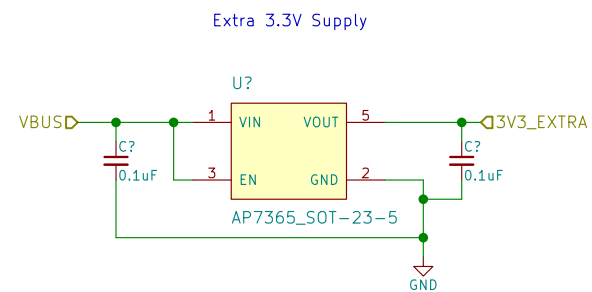 Extra 3.3V Supply
U?
VBUS
1
VIN
VOUT
5
3V3_EXTRA
C?
0.1uF
3
EN
GND
2
C?
0.1uF
AP7365_SOT-23-5
GND